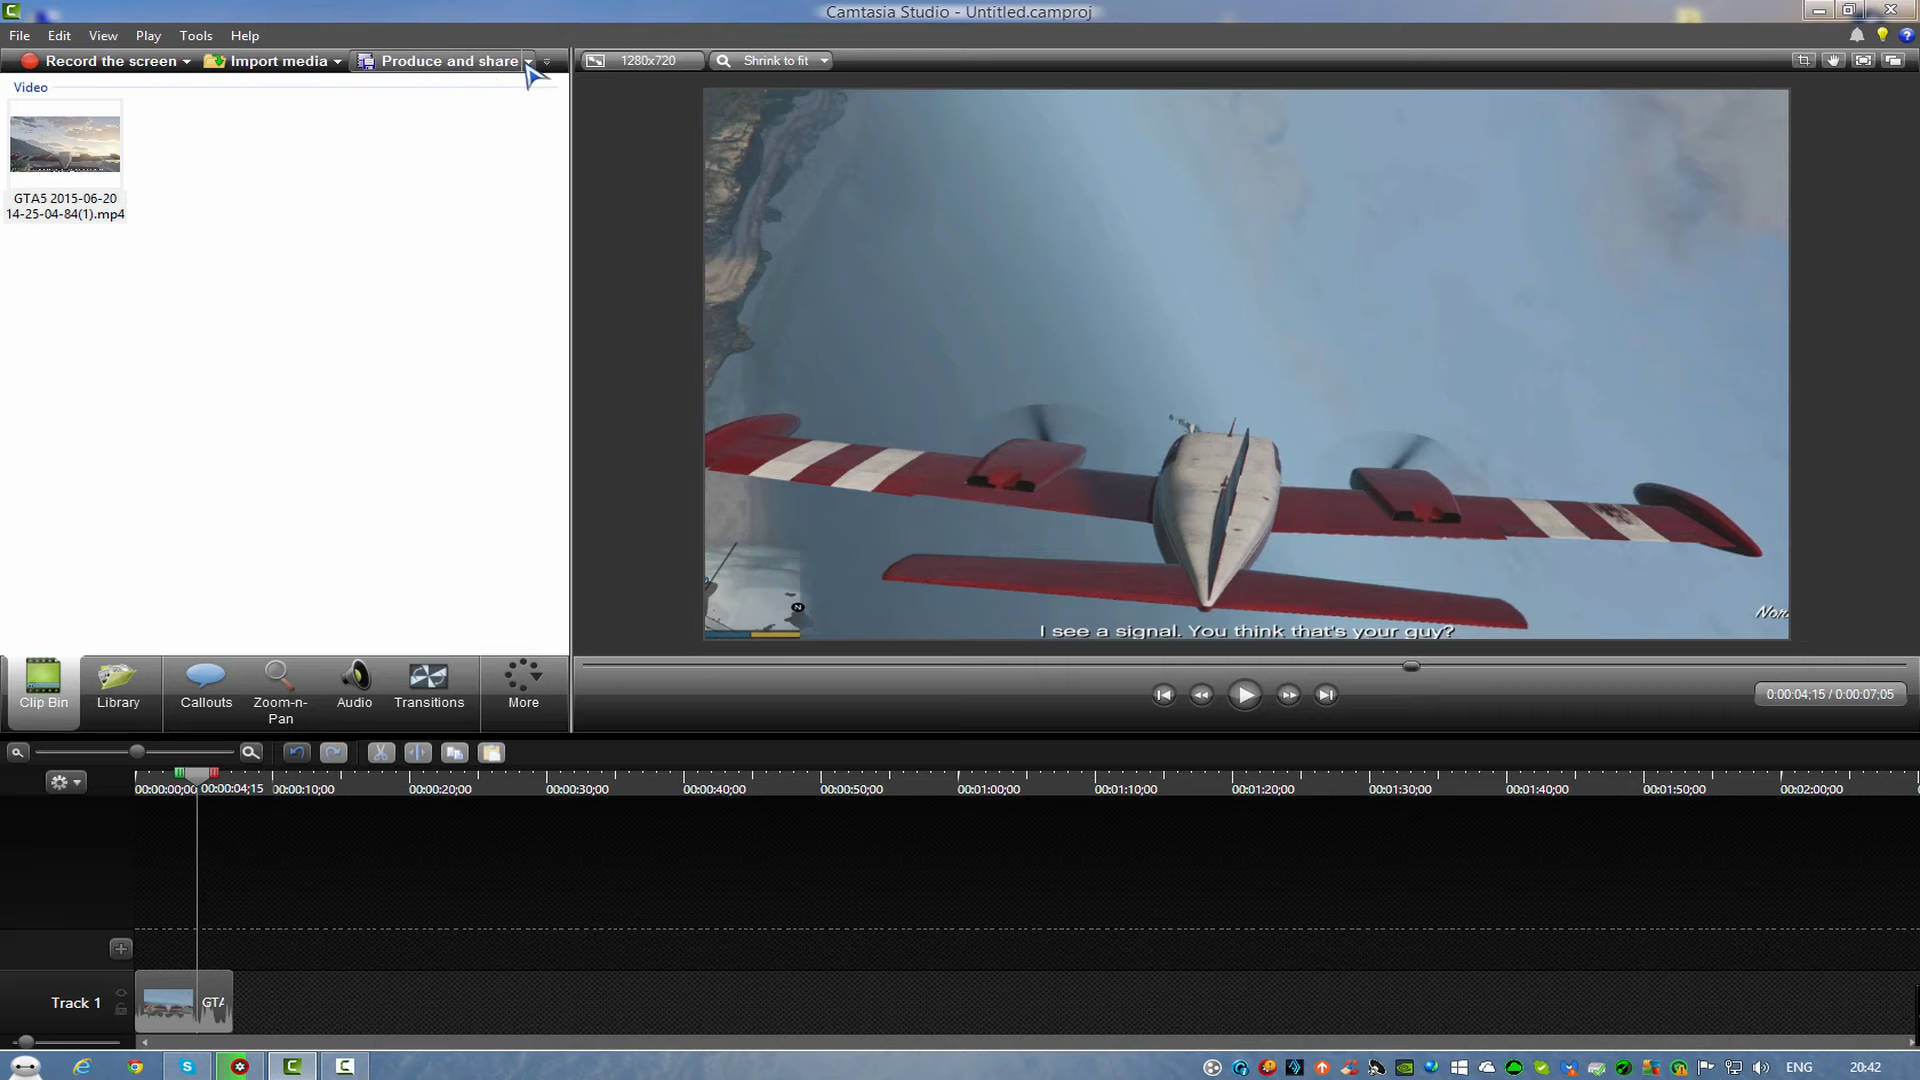 Camtasia Studio - Untitled.camproj
File Edit View Play Tools Help
Record the screen Import media Produce and share 1280x720 Shrink to fit
Video
GTA5 2015-06-20
14-25-04-84(1).mp4
N
I see a signal. You think that's your guy?
Clip Bin Library Callouts Zoom-n-Pan Audio Transitions More
0:00:04;15 / 0:00:07;05
00:00:00;00 00:00:04;15 00:00:10;00 00:00:20;00 00:00:30;00 00:00:40;00 00:00:50;00 00:01:00;00 00:01:10;00 00:01:20;00 00:01:30;00 00:01:40;00 00:01:50;00 00:02:00;00
Track 1 GTA
ENG 20:42